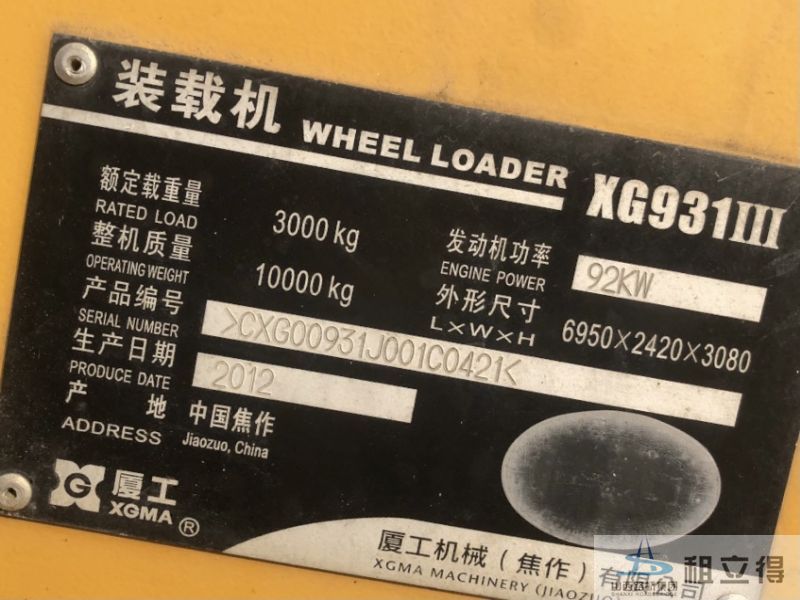 装载机 WHEEL LOADER XG931III
额定载重量 3000 kg 发动机功率 92KW
RATED LOAD ENGINE POWER
整机质量 10000 kg 外形尺寸 6950×2420×3080
OPERATING WEIGHT L×W×H
产品编号 >CXG00931J001C0421<
SERIAL NUMBER
生产日期 2012
PRODUCE DATE
产地 中国焦作
ADDRESS Jiaozuo, China
G 厦工
XGMA ®
厦工机械（焦作）有限公司
XGMA MACHINERY (JIAOZUO
租立得